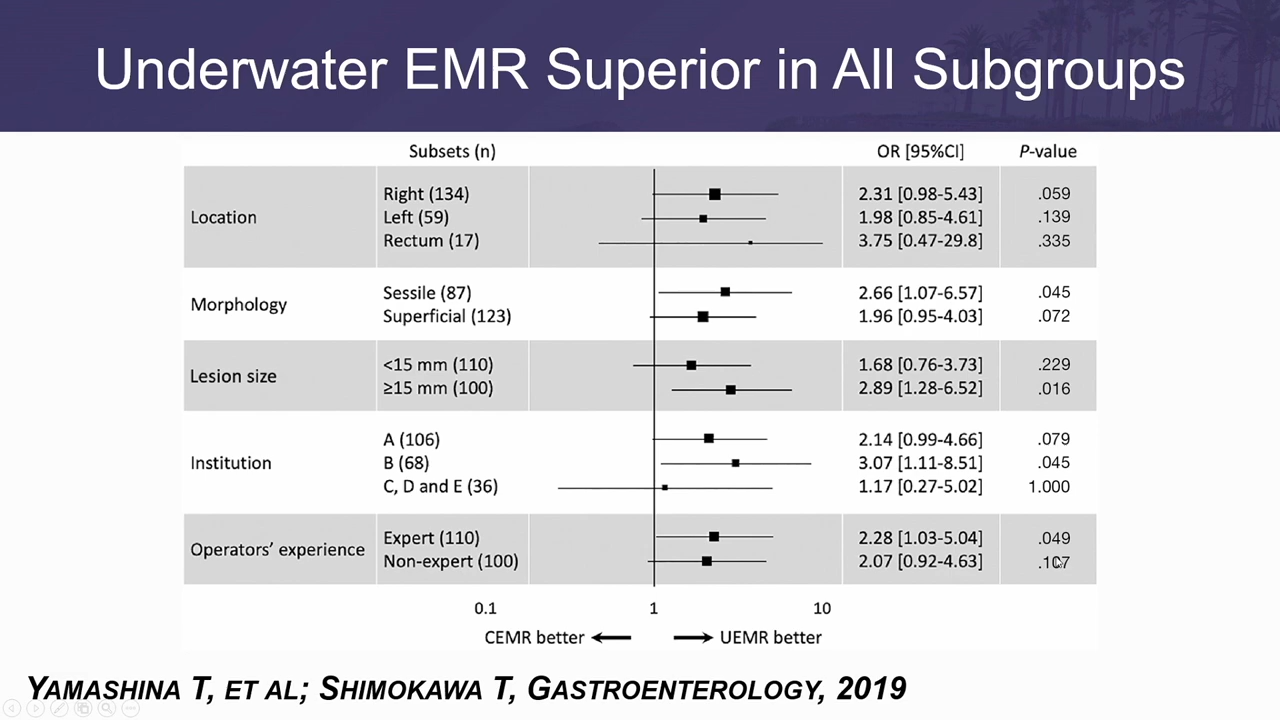 Underwater EMR Superior in All Subgroups
Subsets (n) OR [95%CI] P-value
Location
Right (134) 2.31 [0.98-5.43] .059
Left (59) 1.98 [0.85-4.61] .139
Rectum (17) 3.75 [0.47-29.8] .335
Morphology
Sessile (87) 2.66 [1.07-6.57] .045
Superficial (123) 1.96 [0.95-4.03] .072
Lesion size
<15 mm (110) 1.68 [0.76-3.73] .229
≥15 mm (100) 2.89 [1.28-6.52] .016
Institution
A (106) 2.14 [0.99-4.66] .079
B (68) 3.07 [1.11-8.51] .045
C, D and E (36) 1.17 [0.27-5.02] 1.000
Operators’ experience
Expert (110) 2.28 [1.03-5.04] .049
Non-expert (100) 2.07 [0.92-4.63] .107
0.1 1 10
CEMR better UEMR better
YAMASHINA T, ET AL; SHIMOKAWA T, GASTROENTEROLOGY, 2019